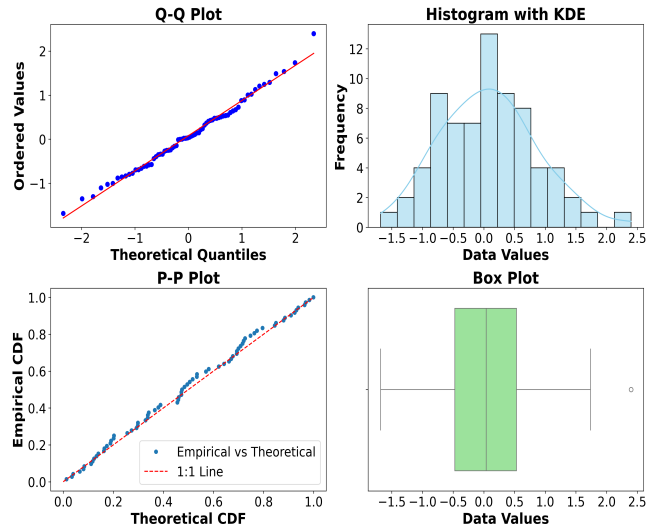 Q-Q Plot
Ordered Values
2
1
0
−1
−2 −1 0 1 2
Theoretical Quantiles
Histogram with KDE
Frequency
12
10
8
6
4
2
0
−1.5 −1.0 −0.5 0.0 0.5 1.0 1.5 2.0 2.5
Data Values
P-P Plot
Empirical CDF
1.0
0.8
0.6
0.4
0.2
0.0
Empirical vs Theoretical
1:1 Line
0.0 0.2 0.4 0.6 0.8 1.0
Theoretical CDF
Box Plot
−1.5 −1.0 −0.5 0.0 0.5 1.0 1.5 2.0 2.5
Data Values